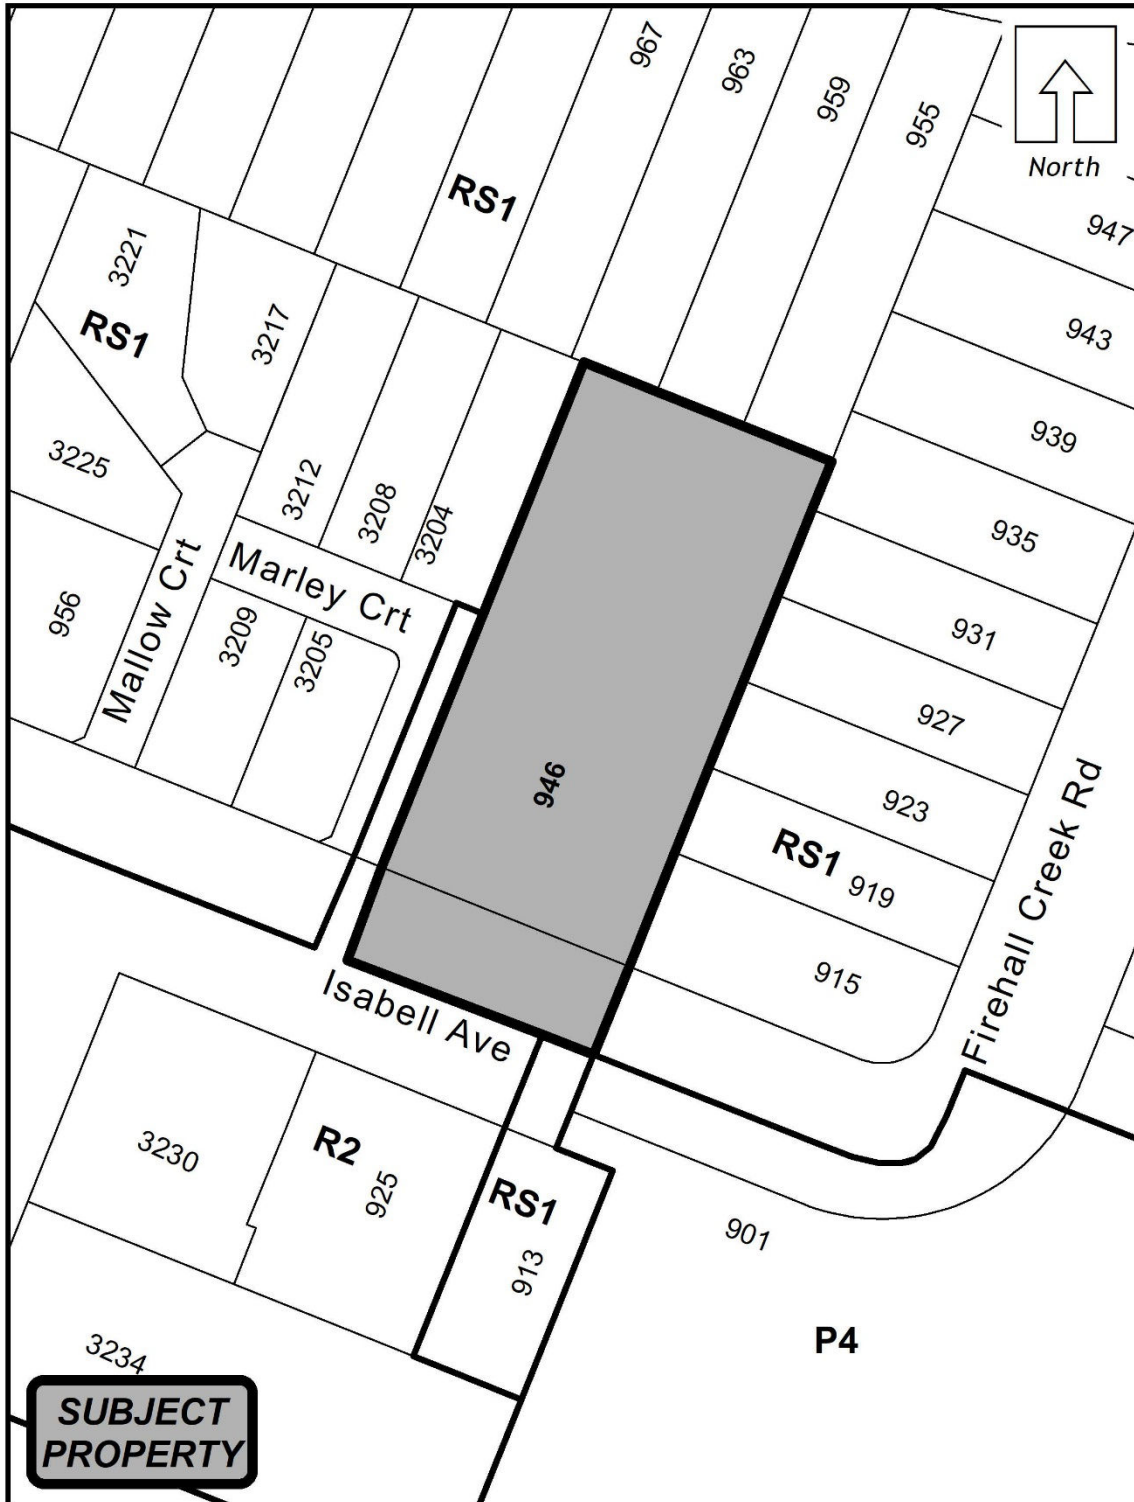 967
963
959
955
North
RS1
947
3221
RS1
3217
943
939
3225
3212
3208
3204
935
Marley Crt
956
Mallow Crt
3209
3205
931
927
946
923
RS1
919
Firehall Creek Rd
915
Isabell Ave
3230
R2
925
RS1
913
901
P4
3234
SUBJECT
PROPERTY